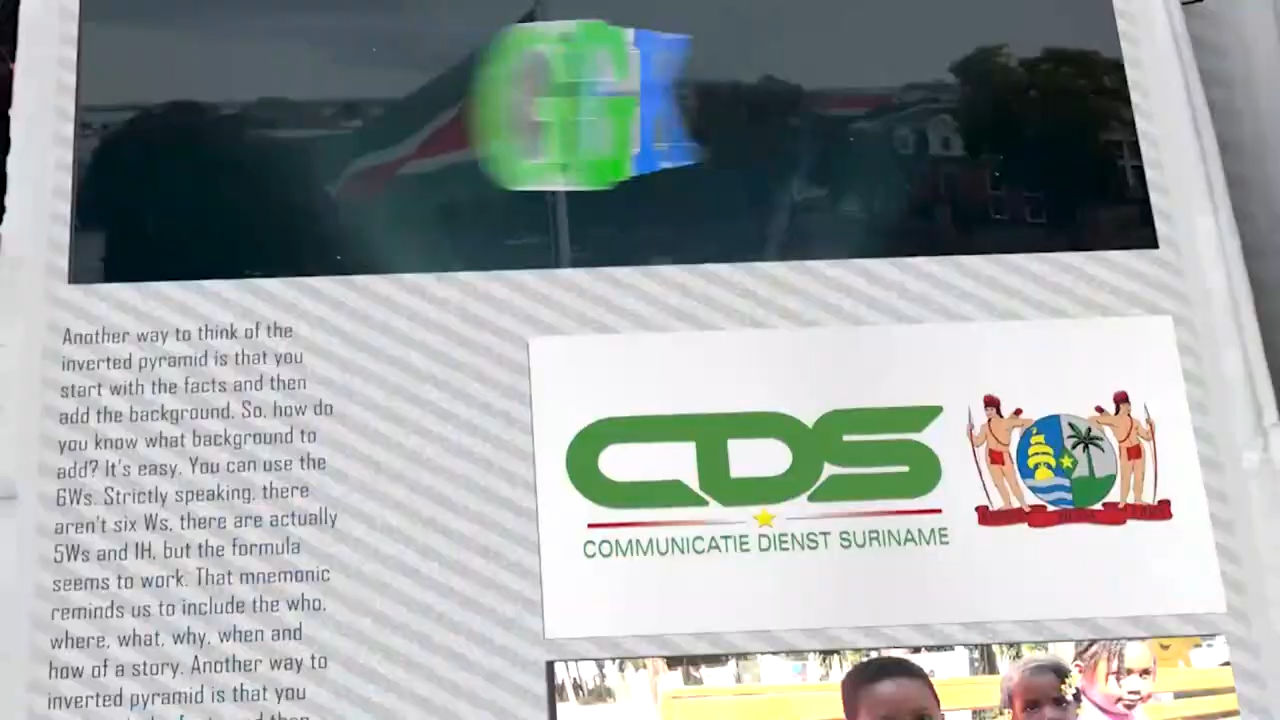 Another way to think of the
inverted pyramid is that you
start with the facts and then
add the background. So, how do
you know what background to
add? It's easy. You can use the
6Ws. Strictly speaking, there
aren't six Ws, there are actually
5Ws and 1H, but the formula
seems to work. That mnemonic
reminds us to include the who,
where, what, why, when and
how of a story. Another way to
inverted pyramid is that you
CDS
COMMUNICATIE DIENST SURINAME